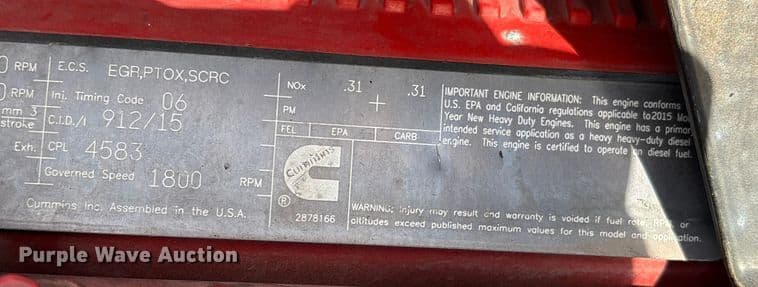 RPM
E.C.S. EGR,PTOX,SCRC
RPM
Inj. Timing Code 06
mm 3
stroke
C.I.D./l 912/15
Exh.
CPL 4583
Governed Speed 1800 RPM
Cummins Inc. Assembled in the U.S.A.
NOx .31 .31
PM
FEL EPA CARB
Cummins
®
2878166
IMPORTANT ENGINE INFORMATION: This engine conforms
U.S. EPA and California regulations applicable to2015
Year New Heavy Duty Engines. This engine has a primar
intended service application as a heavy heavy-duty diesel
engine. This engine is certified to operate on diesel fuel.
WARNING: Injury may result and warranty is voided if fuel rate, RPM, or
altitudes exceed published maximum values for this model and application.
Purple Wave Auction